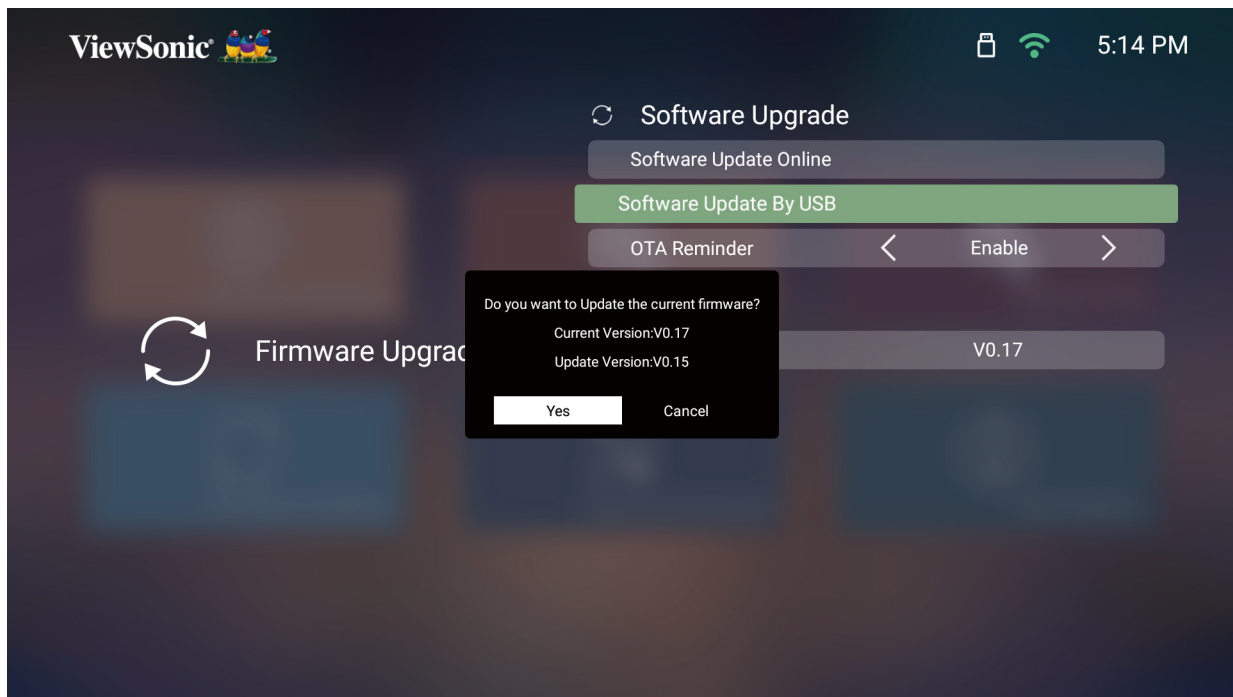 ViewSonic
5:14 PM
Software Upgrade
Software Update Online
Software Update By USB
OTA Reminder
Enable
Do you want to Update the current firmware?
Current Version:V0.17
Update Version:V0.15
Yes
Cancel
Firmware Upgrad
V0.17